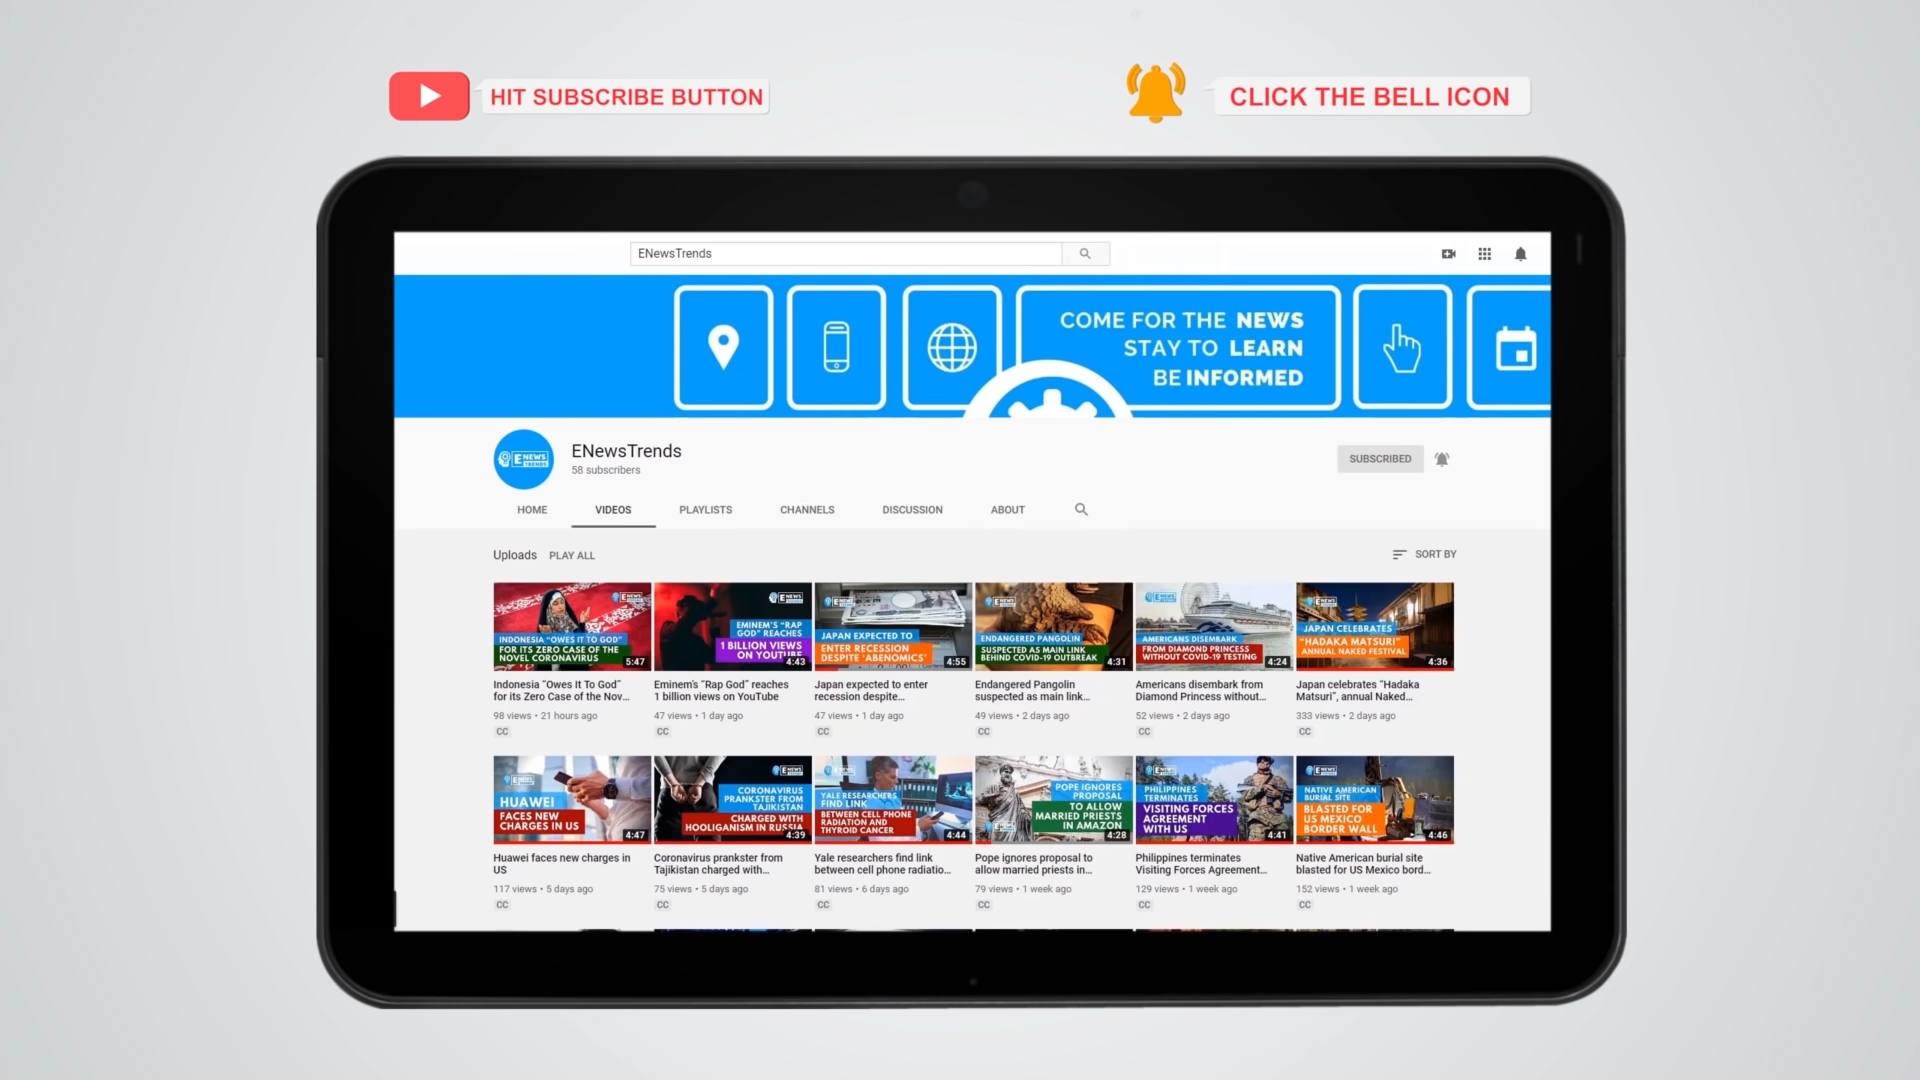 HIT SUBSCRIBE BUTTON
CLICK THE BELL ICON
ENewsTrends
COME FOR THE NEWS
STAY TO LEARN
BE INFORMED
E NEWS
TRENDS
ENewsTrends
58 subscribers
SUBSCRIBED
HOME
VIDEOS
PLAYLISTS
CHANNELS
DISCUSSION
ABOUT
Uploads
PLAY ALL
SORT BY
INDONESIA "OWES IT TO GOD"
FOR ITS ZERO CASE OF THE
NOVEL CORONAVIRUS
5:47
Indonesia "Owes It To God"
for its Zero Case of the Nov...
98 views • 21 hours ago
CC
EMINEM'S "RAP
GOD" REACHES
1 BILLION VIEWS
ON YOUTUBE
4:43
Eminem's "Rap God" reaches
1 billion views on YouTube
47 views • 1 day ago
CC
JAPAN EXPECTED TO
ENTER RECESSION
DESPITE 'ABENOMICS'
4:55
Japan expected to enter
recession despite...
47 views • 1 day ago
CC
ENDANGERED PANGOLIN
SUSPECTED AS MAIN LINK
BEHIND COVID-19 OUTBREAK
4:31
Endangered Pangolin
suspected as main link...
49 views • 2 days ago
CC
AMERICANS DISEMBARK
FROM DIAMOND PRINCESS
WITHOUT COVID-19 TESTING
4:24
Americans disembark from
Diamond Princess without...
52 views • 2 days ago
CC
JAPAN CELEBRATES
"HADAKA MATSURI"
ANNUAL NAKED FESTIVAL
4:36
Japan celebrates "Hadaka
Matsuri", annual Naked...
333 views • 2 days ago
CC
HUAWEI
FACES NEW
CHARGES IN US
4:47
Huawei faces new charges in
US
117 views • 5 days ago
CC
CORONAVIRUS
PRANKSTER FROM
TAJIKISTAN
CHARGED WITH
HOOLIGANISM IN RUSSIA
4:39
Coronavirus prankster from
Tajikistan charged with...
75 views • 5 days ago
CC
YALE RESEARCHERS
FIND LINK
BETWEEN CELL PHONE
RADIATION AND
THYROID CANCER
4:44
Yale researchers find link
between cell phone radiatio...
81 views • 6 days ago
CC
POPE IGNORES
PROPOSAL
TO ALLOW
MARRIED PRIESTS
IN AMAZON
4:28
Pope ignores proposal to
allow married priests in...
79 views • 1 week ago
CC
PHILIPPINES
TERMINATES
VISITING FORCES
AGREEMENT
WITH US
4:41
Philippines terminates
Visiting Forces Agreement...
129 views • 1 week ago
CC
NATIVE AMERICAN
BURIAL SITE
BLASTED FOR
US MEXICO
BORDER WALL
4:46
Native American burial site
blasted for US Mexico bord...
152 views • 1 week ago
CC